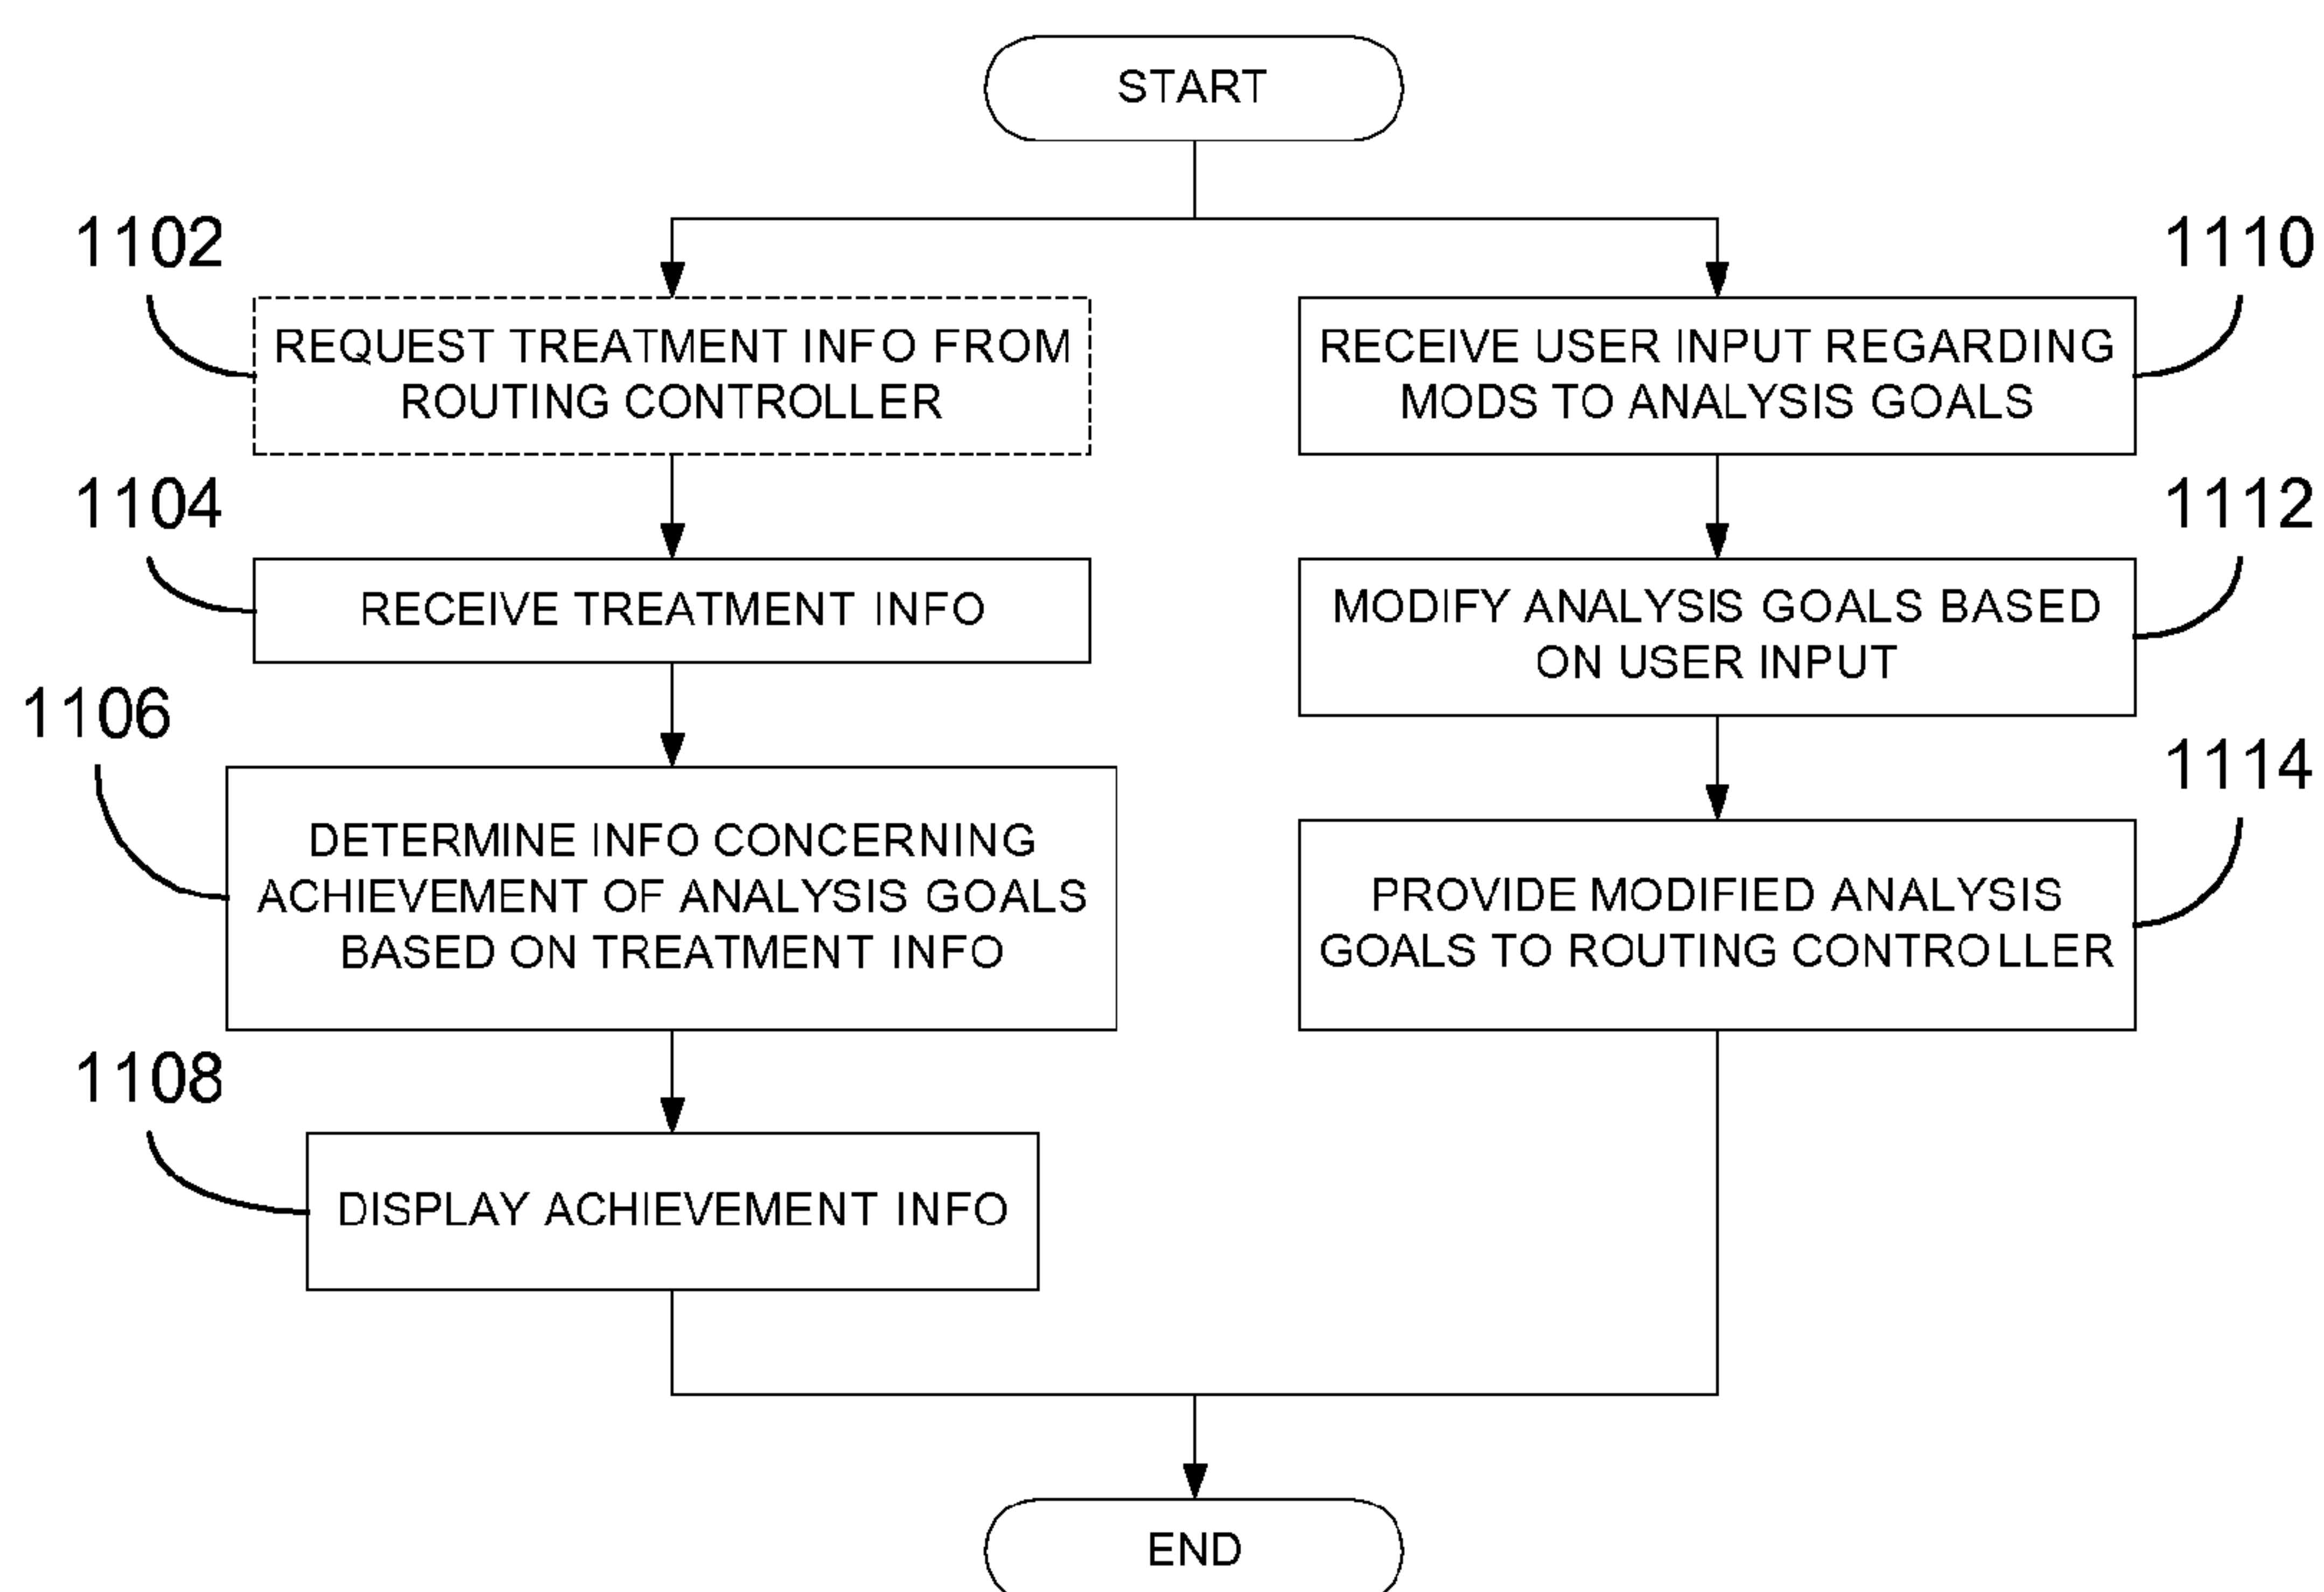 START
1102
REQUEST TREATMENT INFO FROM
ROUTING CONTROLLER
1104
RECEIVE TREATMENT INFO
1106
DETERMINE INFO CONCERNING
ACHIEVEMENT OF ANALYSIS GOALS
BASED ON TREATMENT INFO
1108
DISPLAY ACHIEVEMENT INFO
1110
RECEIVE USER INPUT REGARDING
MODS TO ANALYSIS GOALS
1112
MODIFY ANALYSIS GOALS BASED
ON USER INPUT
1114
PROVIDE MODIFIED ANALYSIS
GOALS TO ROUTING CONTROLLER
END